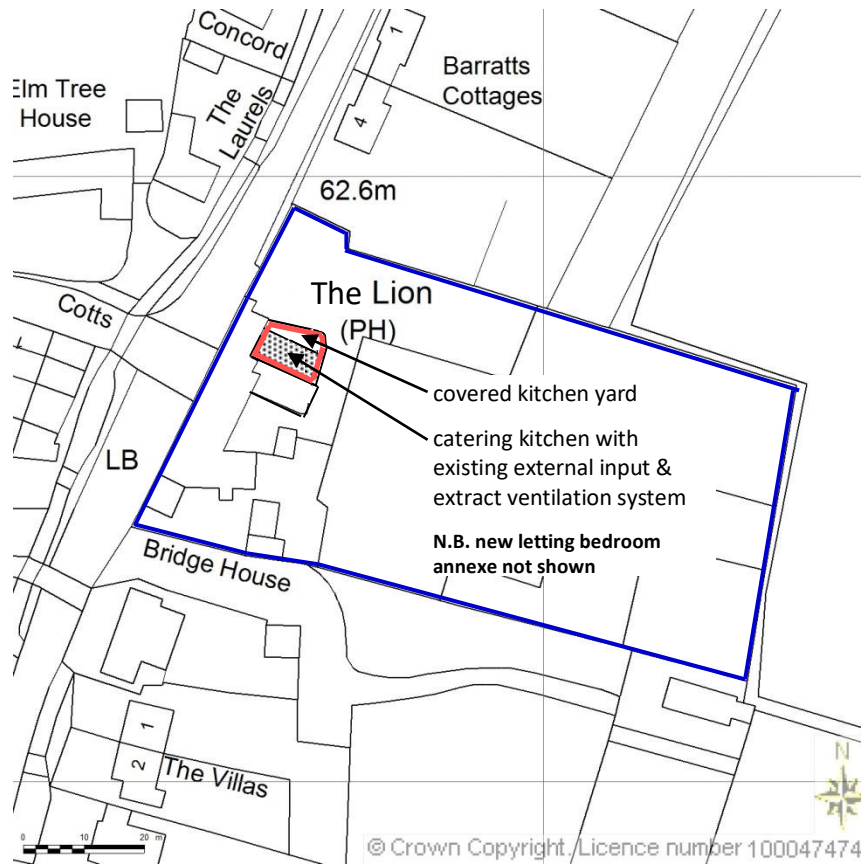 Concord
Elm Tree
House
The
Laurels
1
4
Barratts
Cottages
62.6m
The Lion
(PH)
Cotts
covered kitchen yard
catering kitchen with
existing external input &
extract ventilation system
N.B. new letting bedroom
annexe not shown
LB
Bridge House
1
2
The Villas
N
0 10 20 m
© Crown Copyright. Licence number 100047474